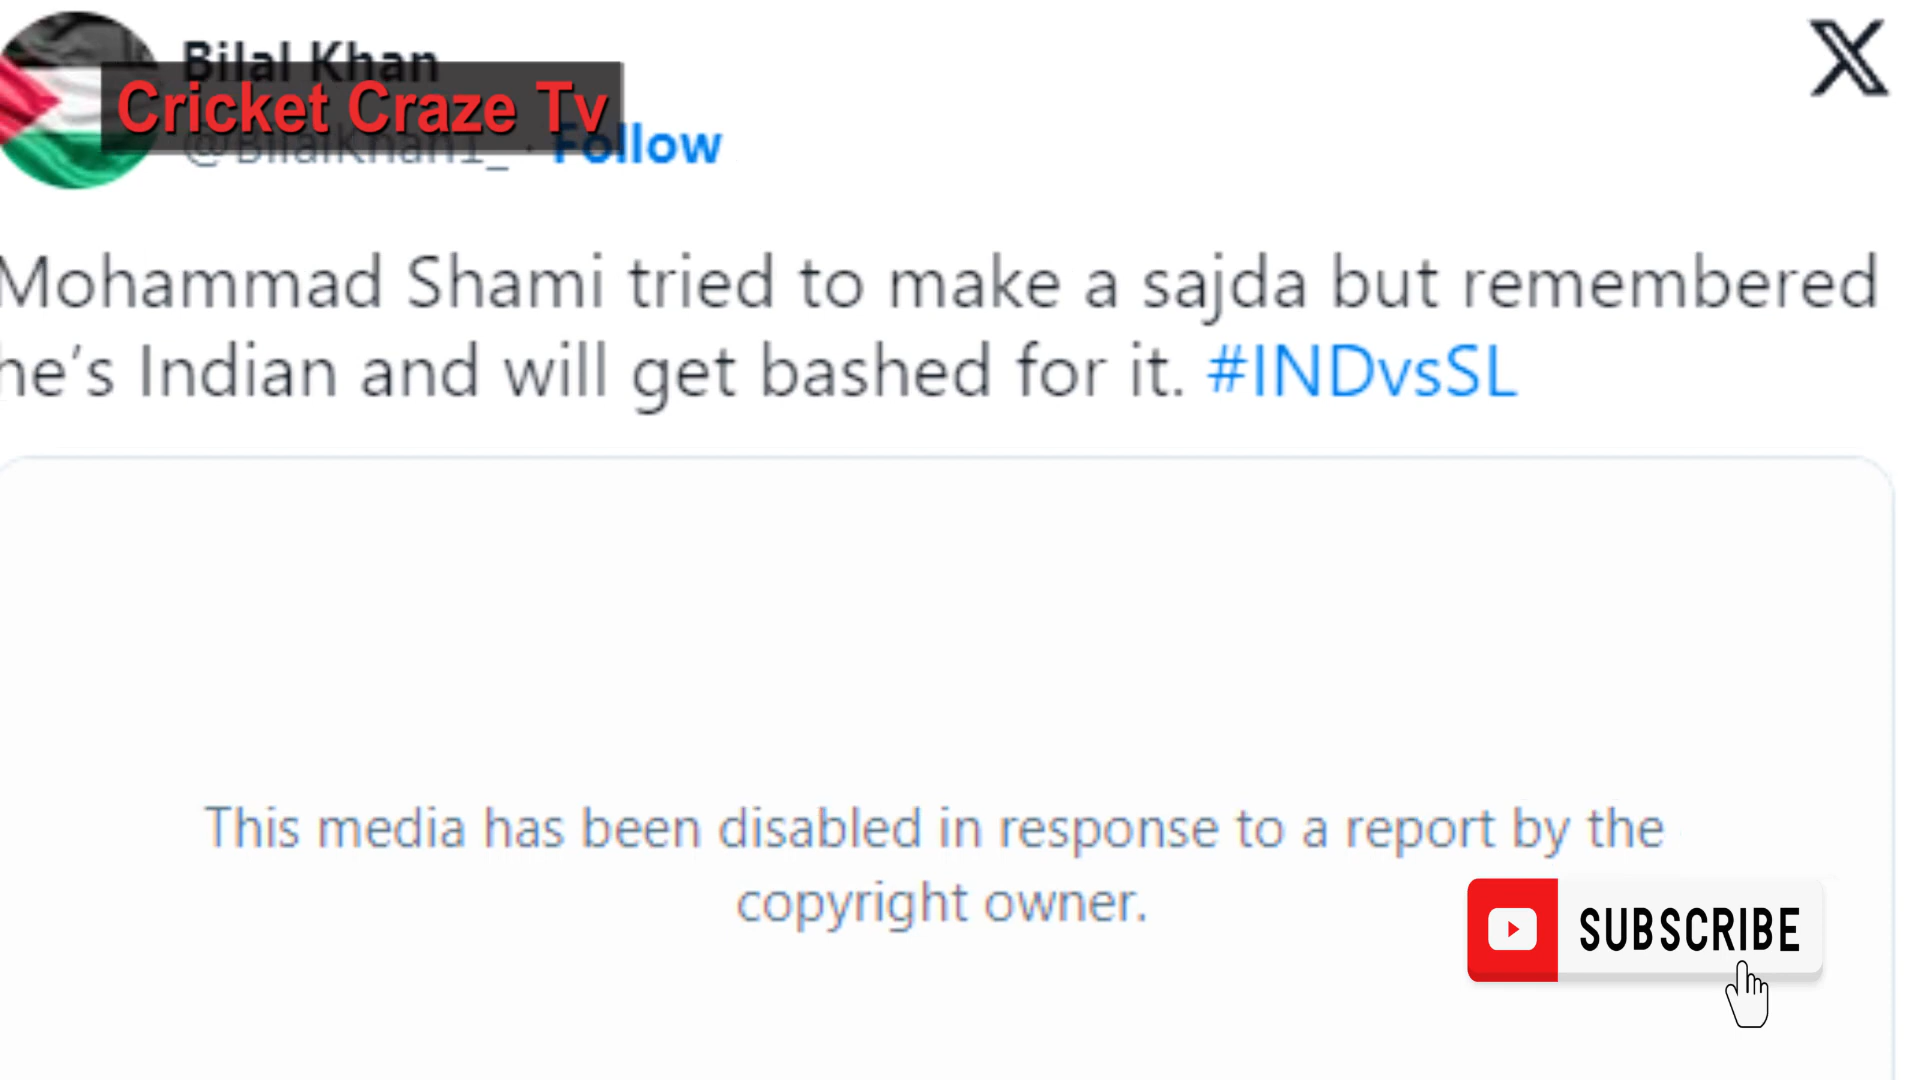 Bilal Khan
Cricket Craze Tv
@BilalKhan1_ · Follow
Mohammad Shami tried to make a sajda but remembered
he's Indian and will get bashed for it. #INDvsSL
This media has been disabled in response to a report by the
copyright owner.
SUBSCRIBE